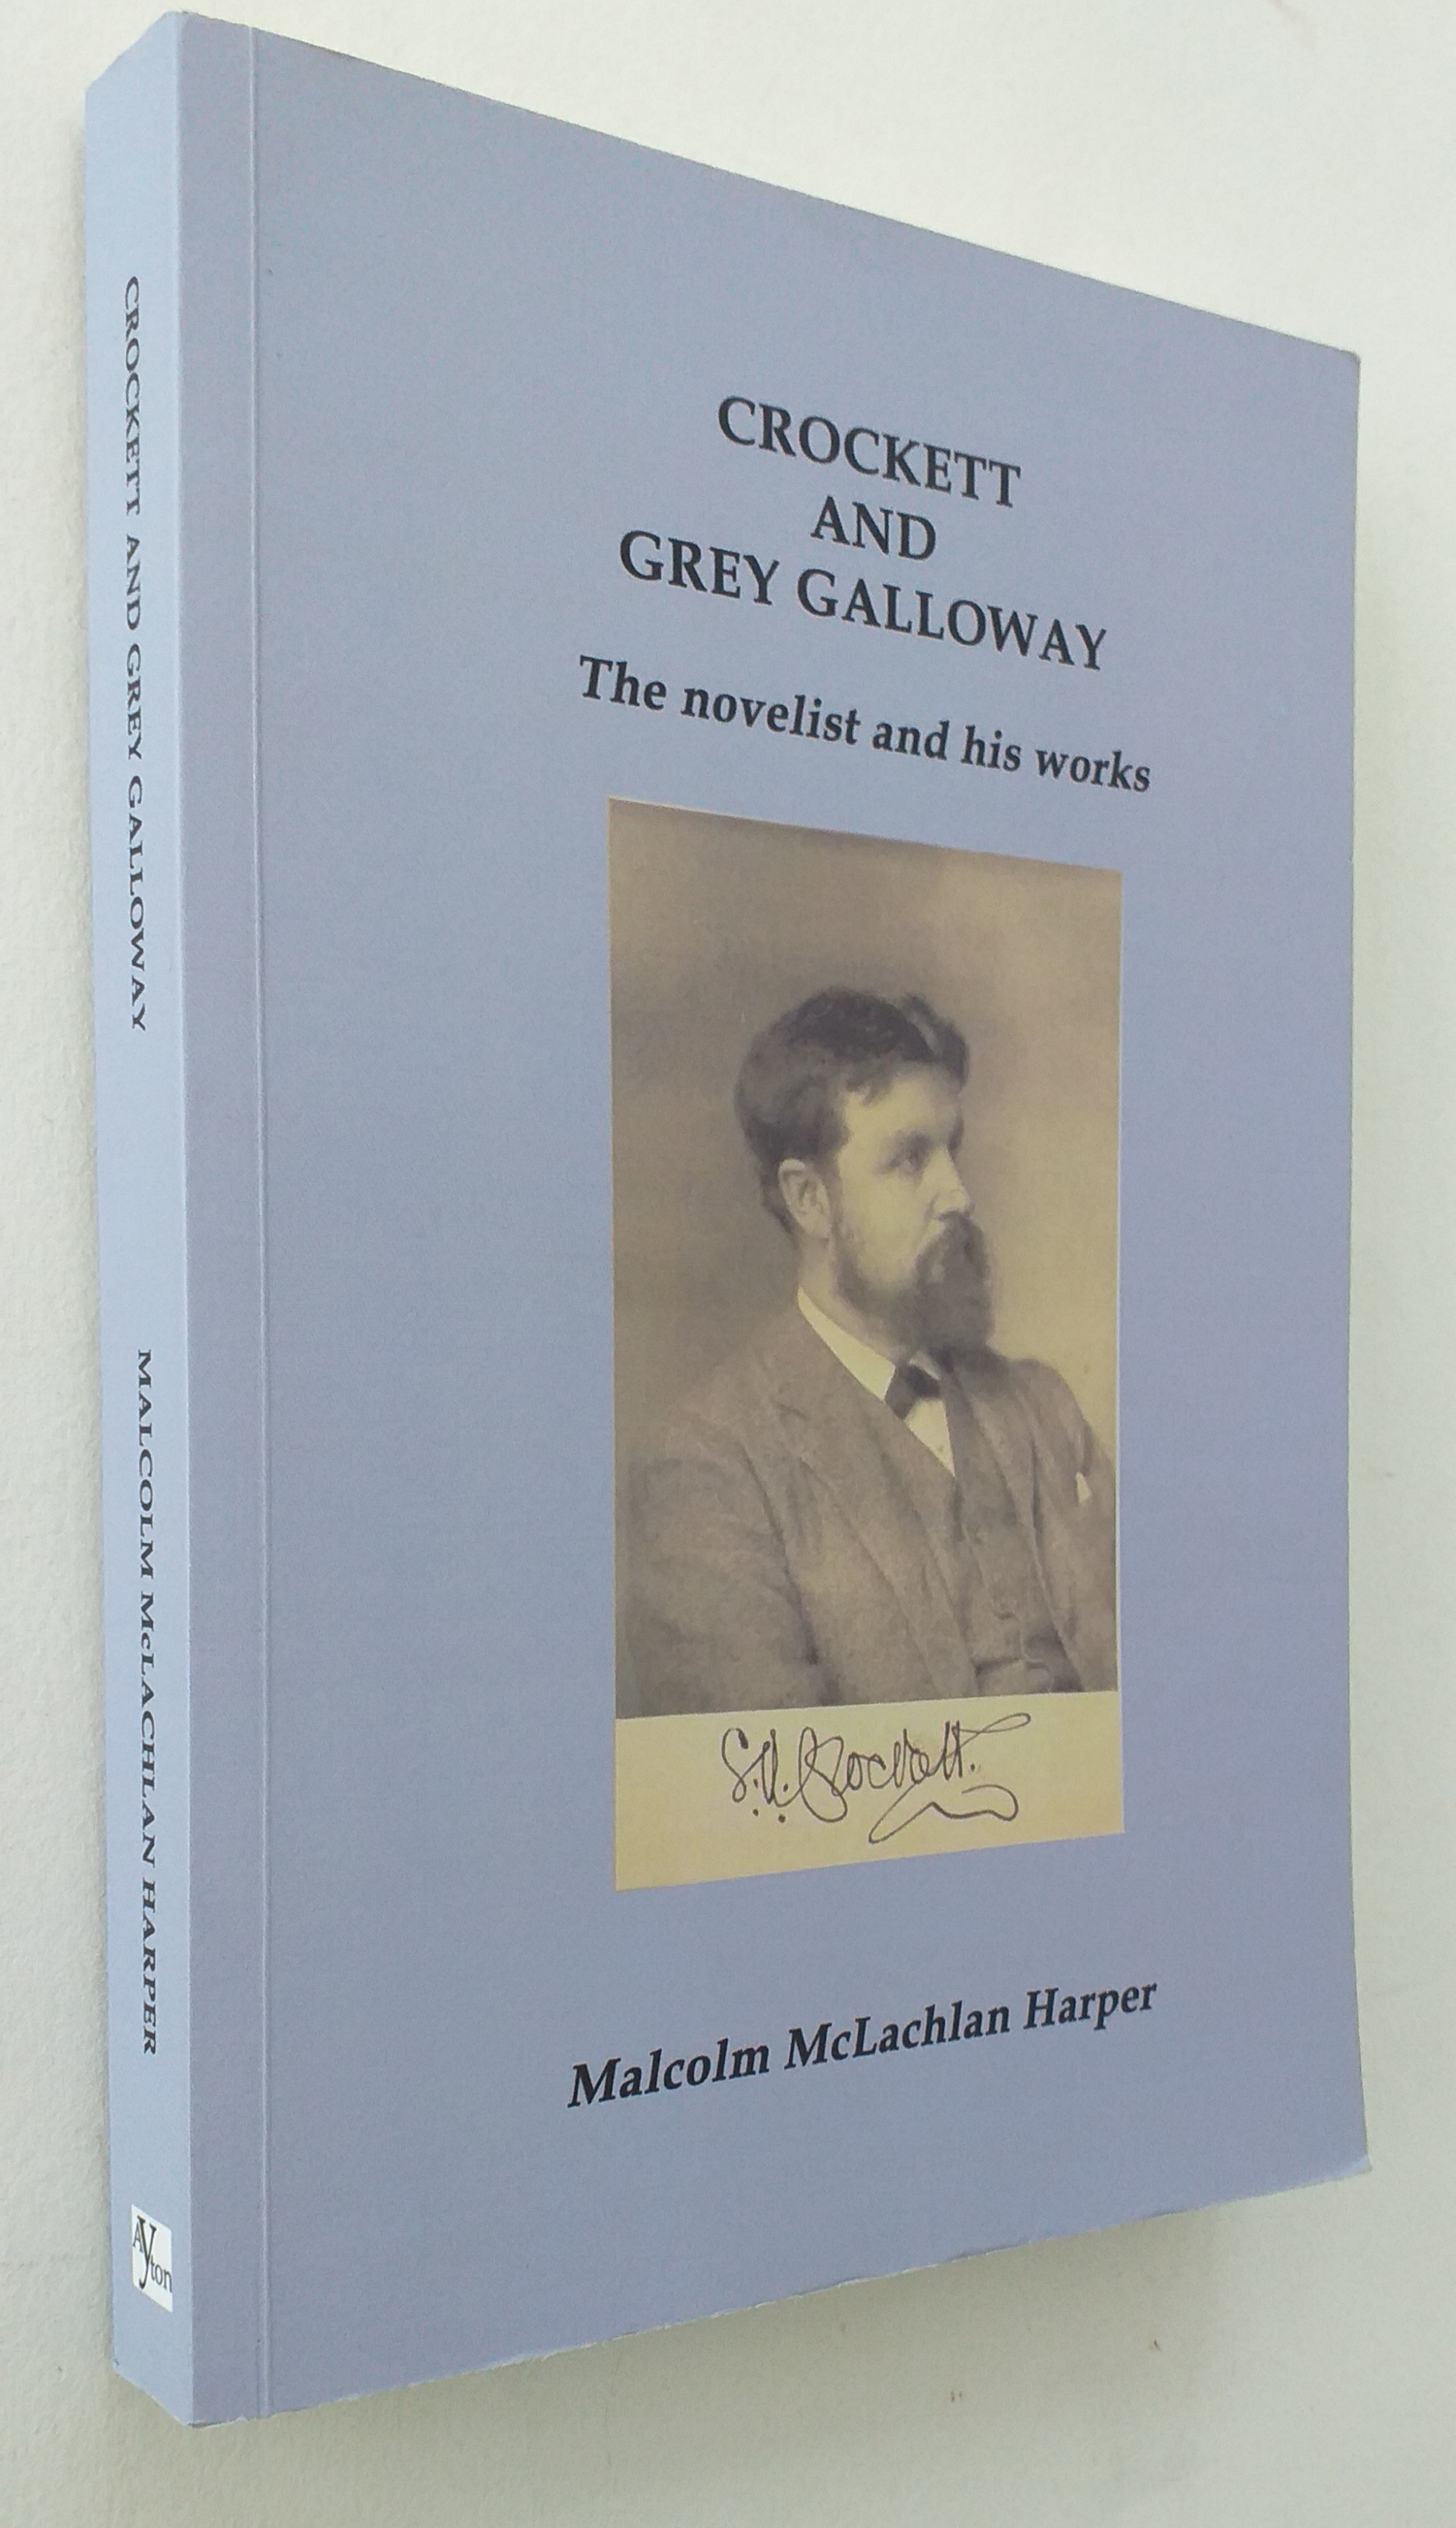 CROCKETT AND GREY GALLOWAY
MALCOLM McLACHLAN HARPER
Ayton
CROCKETT
AND
GREY GALLOWAY
The novelist and his works
S.R. Crockett.
Malcolm McLachlan Harper